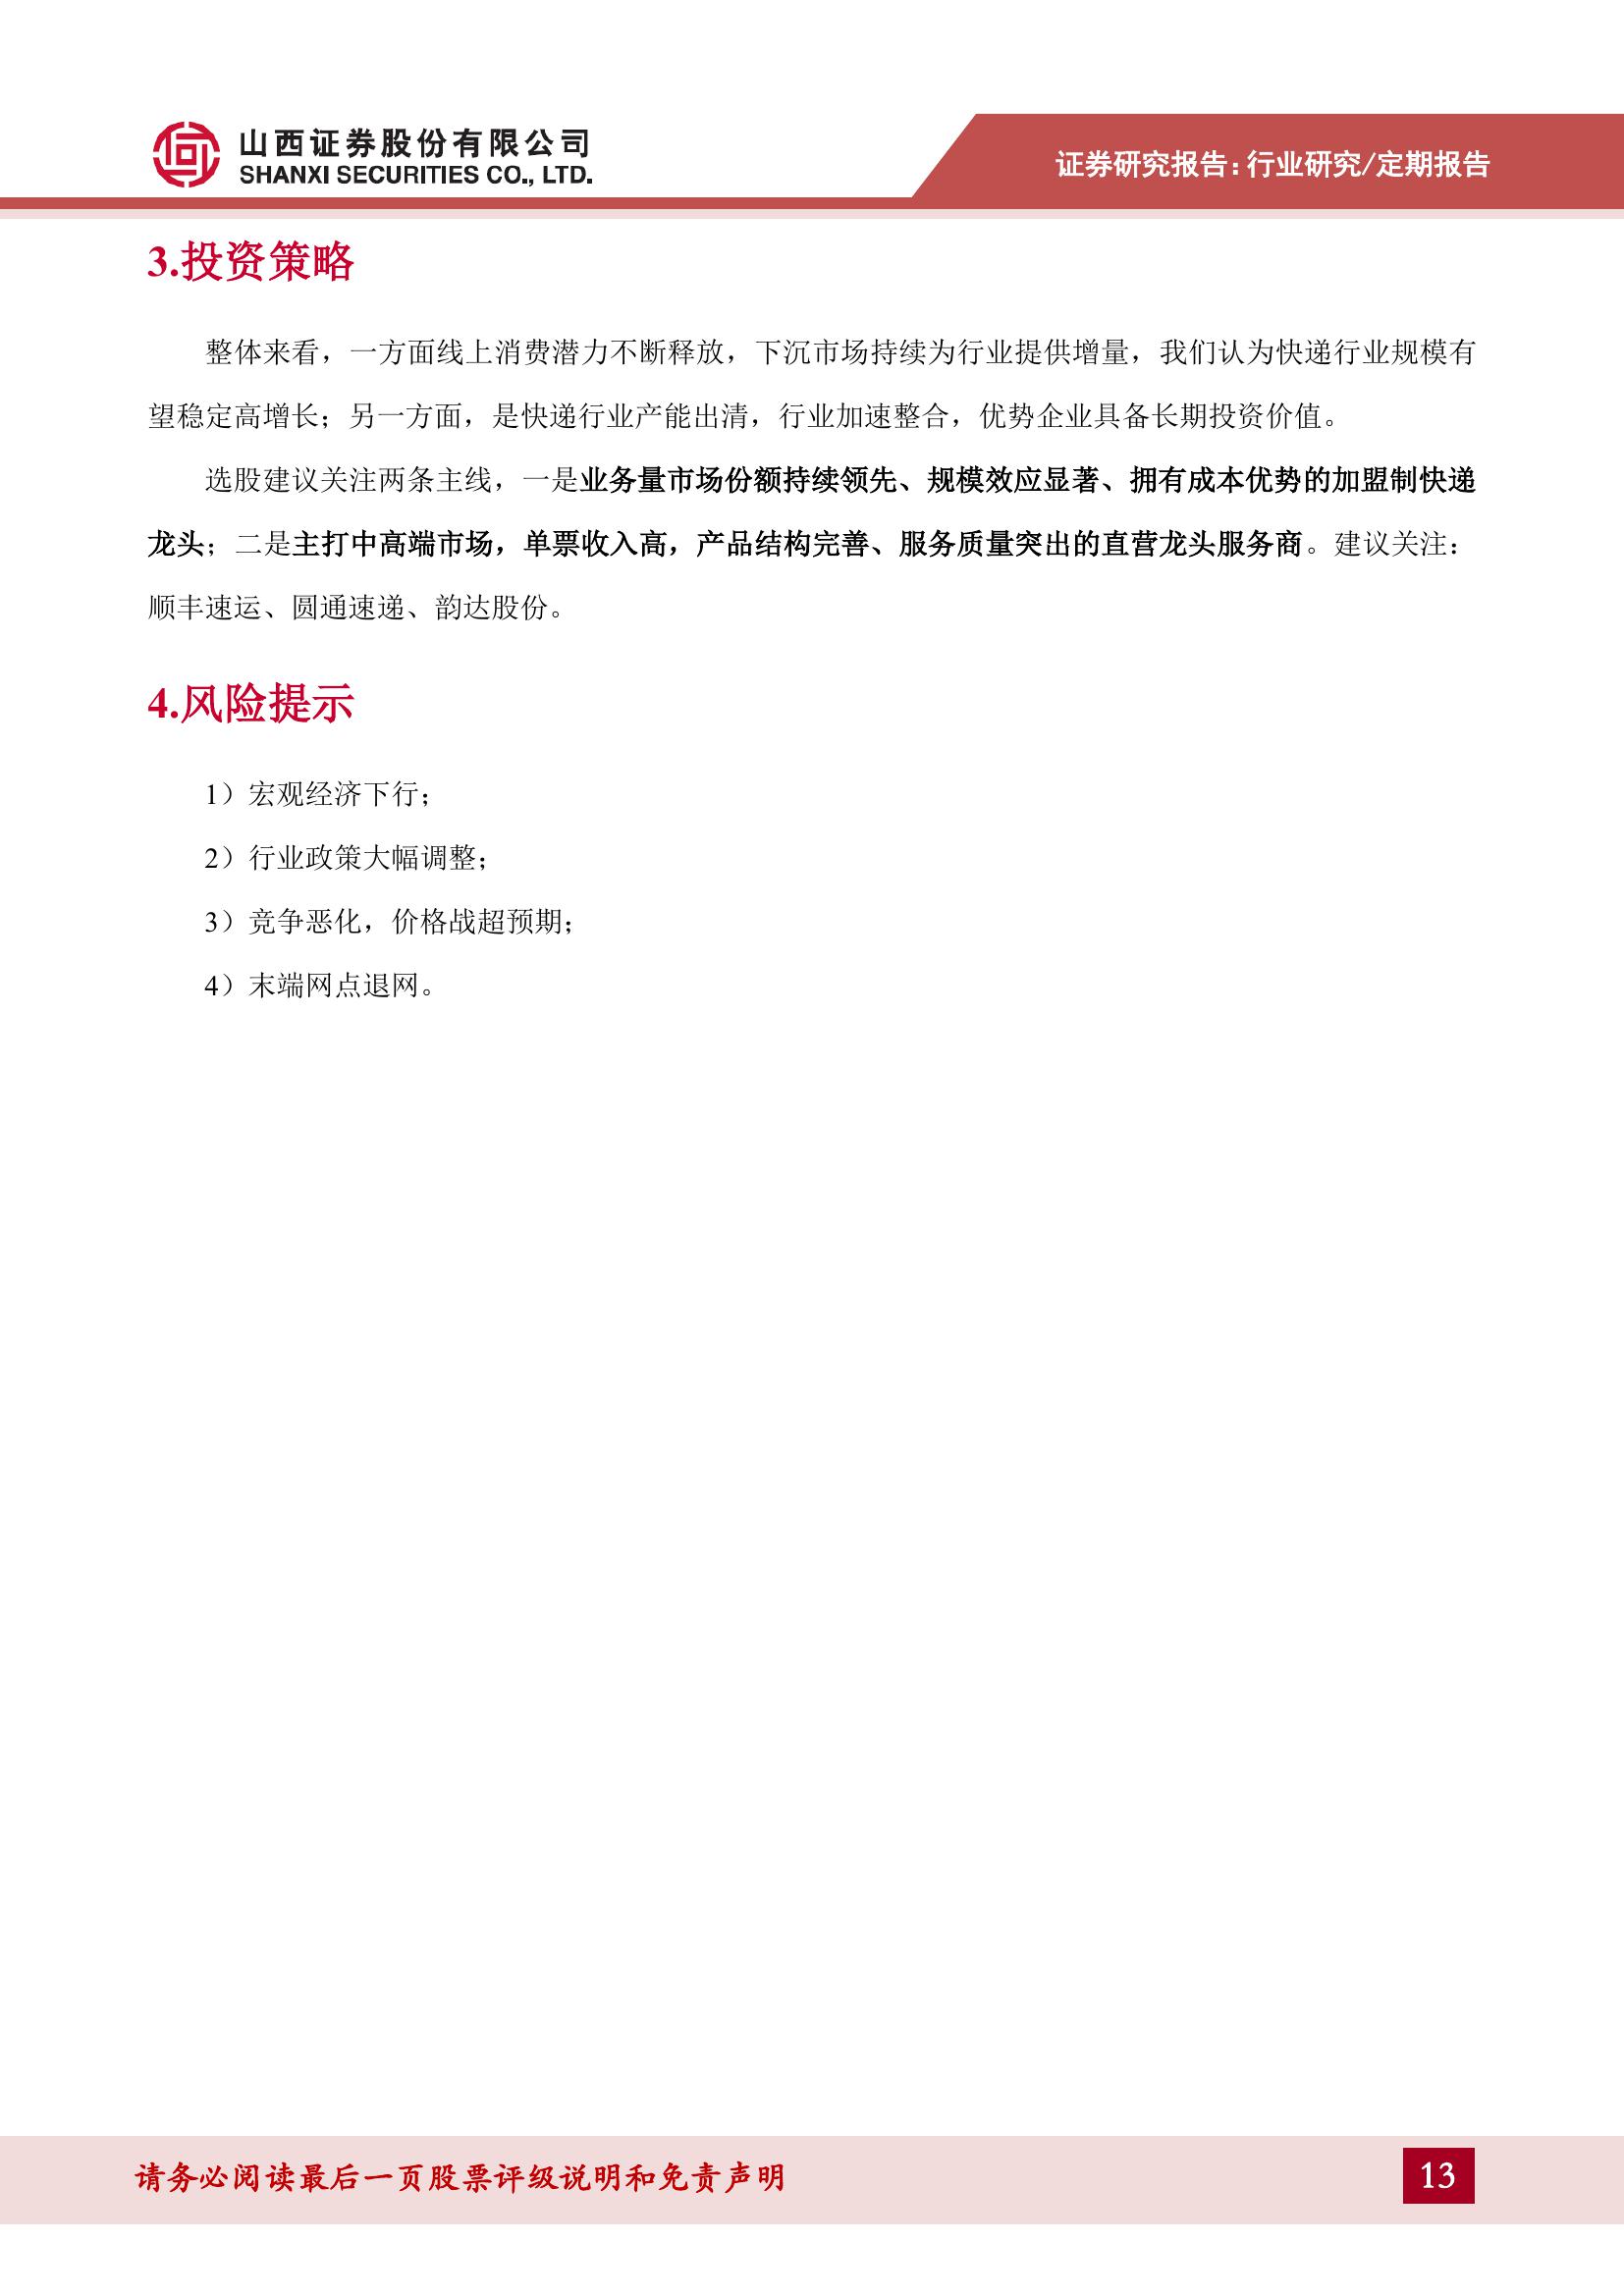 山西证券股份有限公司
SHANXI SECURITIES CO., LTD.
证券研究报告：行业研究/定期报告
3.投资策略
整体来看，一方面线上消费潜力不断释放，下沉市场持续为行业提供增量，我们认为快递行业规模有
望稳定高增长；另一方面，是快递行业产能出清，行业加速整合，优势企业具备长期投资价值。
选股建议关注两条主线，一是业务量市场份额持续领先、规模效应显著、拥有成本优势的加盟制快递
龙头；二是主打中高端市场，单票收入高，产品结构完善、服务质量突出的直营龙头服务商。建议关注：
顺丰速运、圆通速递、韵达股份。
4.风险提示
1）宏观经济下行；
2）行业政策大幅调整；
3）竞争恶化，价格战超预期；
4）末端网点退网。
请务必阅读最后一页股票评级说明和免责声明
13